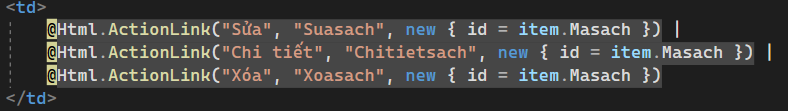 <td>
@Html.ActionLink("Sửa", "Suasach", new { id = item.Masach }) |
@Html.ActionLink("Chi tiết", "Chitietsach", new { id = item.Masach }) |
@Html.ActionLink("Xóa", "Xoasach", new { id = item.Masach })
</td>